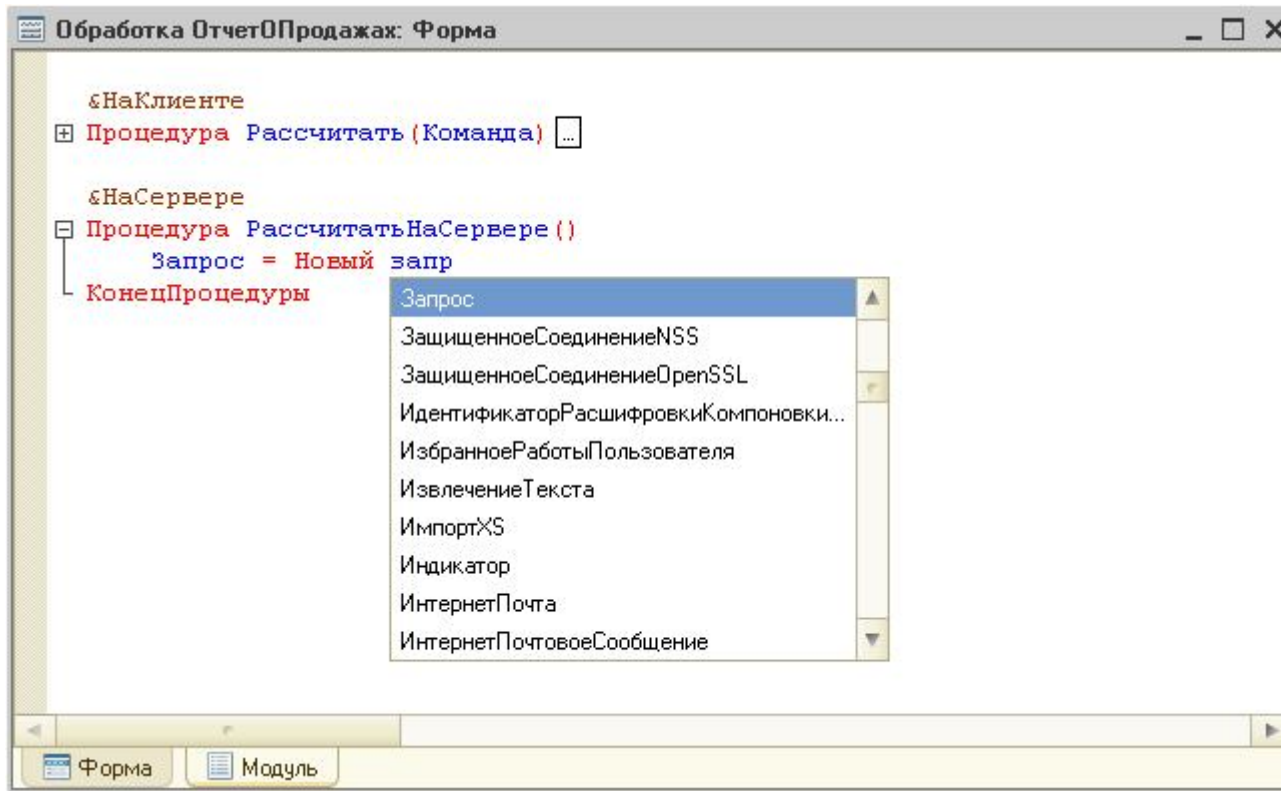 Обработка ОтчетОПродажах: Форма
&НаКлиенте
Процедура Рассчитать(Команда) ...
&НаСервере
Процедура РассчитатьНаСервере()
Запрос = Новый запр
КонецПроцедуры
Запрос
ЗащищенноеСоединениеNSS
ЗащищенноеСоединениеOpenSSL
ИдентификаторРасшифровкиКомпоновки...
ИзбранноеРаботыПользователя
ИзвлечениеТекста
ИмпортXS
Индикатор
ИнтернетПочта
ИнтернетПочтовоеСообщение
Форма Модуль